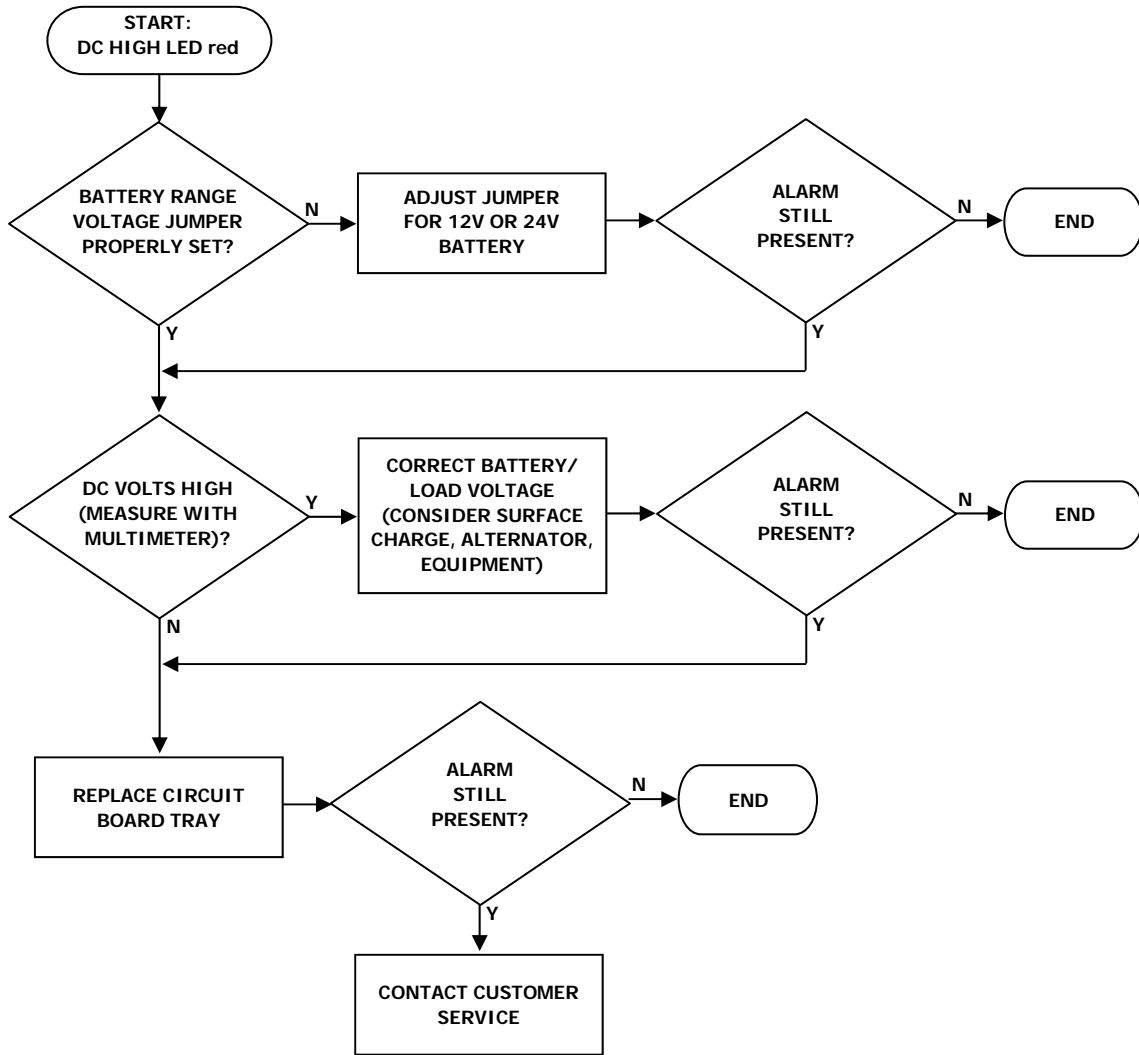 START:
DC HIGH LED red
BATTERY RANGE
VOLTAGE JUMPER
PROPERLY SET?
N
ADJUST JUMPER
FOR 12V OR 24V
BATTERY
ALARM
STILL
PRESENT?
N
END
Y
Y
DC VOLTS HIGH
(MEASURE WITH
MULTIMETER)?
Y
CORRECT BATTERY/
LOAD VOLTAGE
(CONSIDER SURFACE
CHARGE, ALTERNATOR,
EQUIPMENT)
ALARM
STILL
PRESENT?
N
END
N
Y
REPLACE CIRCUIT
BOARD TRAY
ALARM
STILL
PRESENT?
N
END
Y
CONTACT CUSTOMER
SERVICE